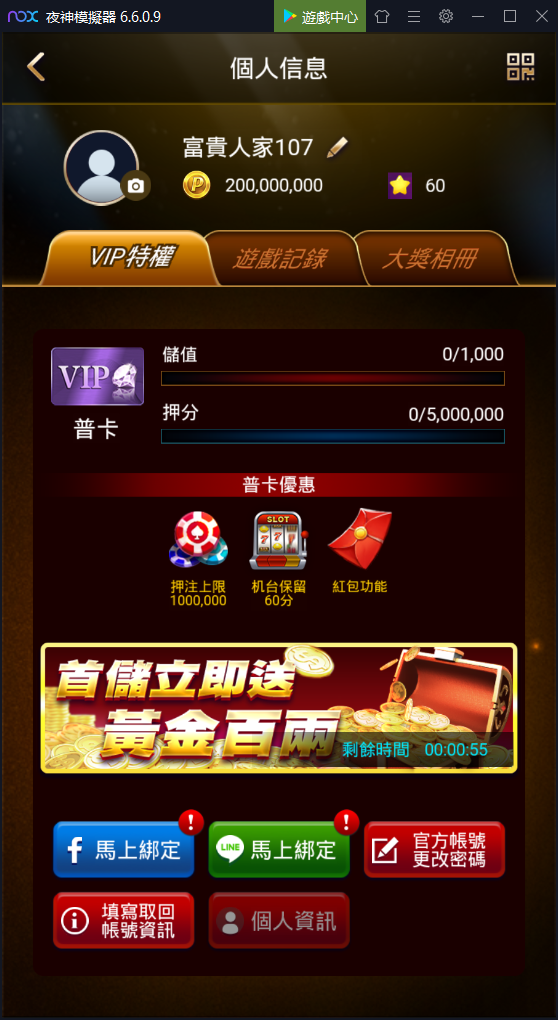 nox 夜神模擬器 6.6.0.9 遊戲中心
個人信息
富貴人家107
200,000,000 60
VIP特權 遊戲記錄 大獎相冊
VIP
普卡
儲值 0/1,000
押分 0/5,000,000
普卡優惠
SLOT
777
押注上限 机台保留 紅包功能
1000,000 60分
首儲立即送
黃金百兩
剩餘時間 00:00:55
馬上綁定
LINE 馬上綁定
官方帳號
更改密碼
填寫取回
帳號資訊
個人資訊